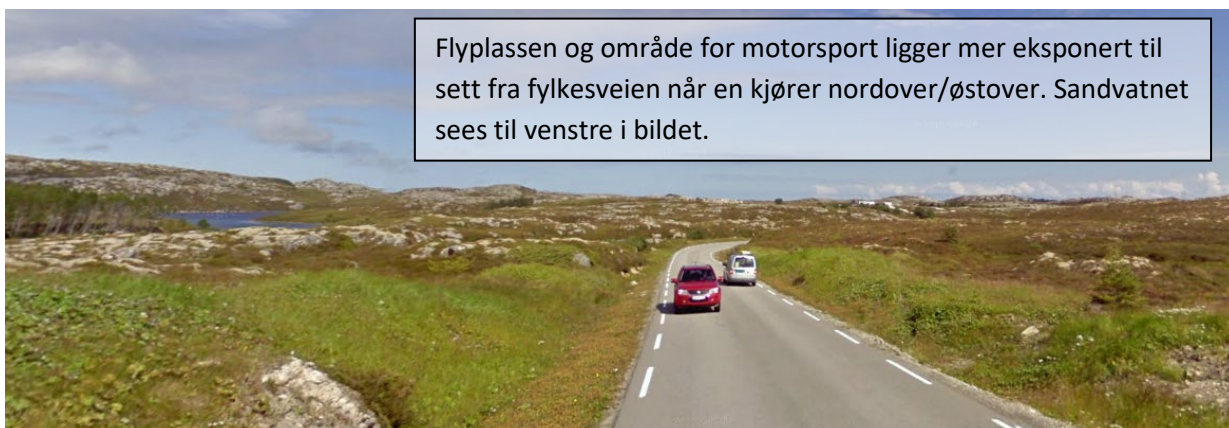 Flyplassen og område for motorsport ligger mer eksponert til
sett fra fylkesveien når en kjører nordover/østover. Sandvatnet
sees til venstre i bildet.